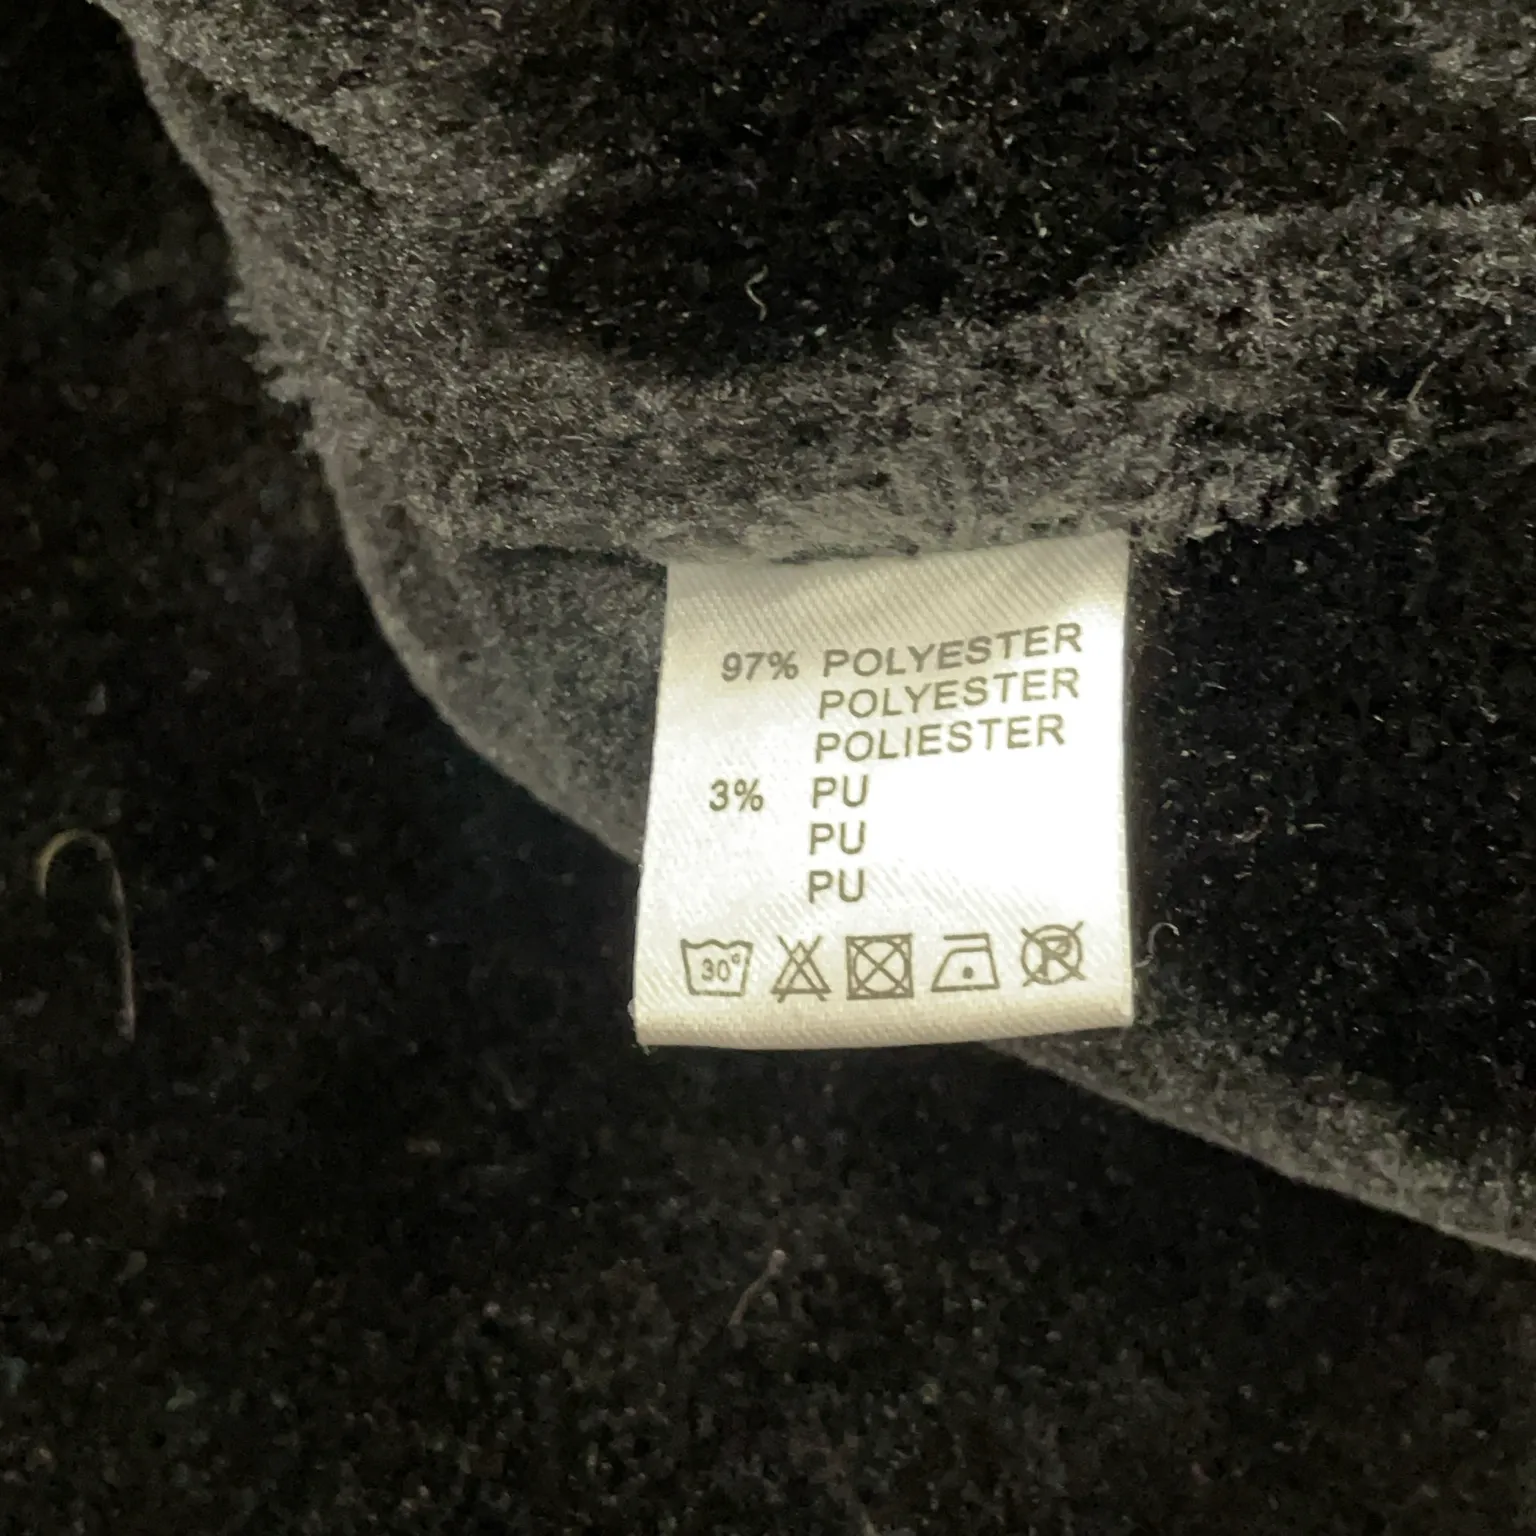 97% POLYESTER
POLYESTER
POLIESTER
3% PU
PU
PU
30° R